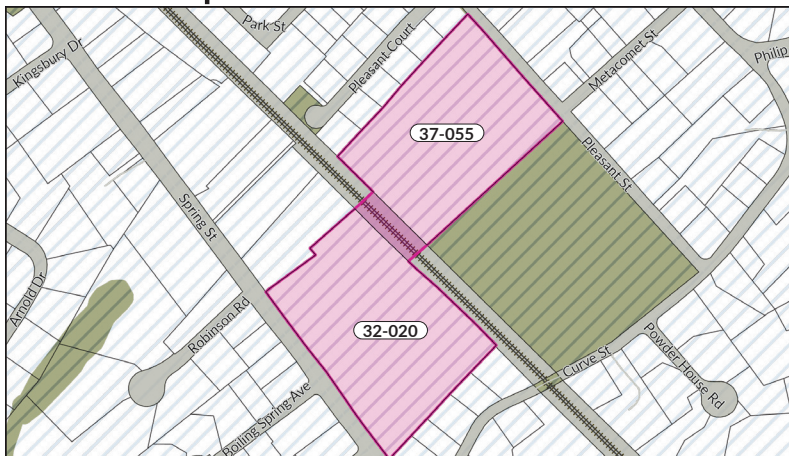 Park St
Kingsbury Dr
Pleasant Court
Metacomet St
Philip
37-055
Pleasant St
Spring St
Arnold Dr
Robinson Rd
32-020
Powder House Rd
Curve St
Boiling Spring Ave